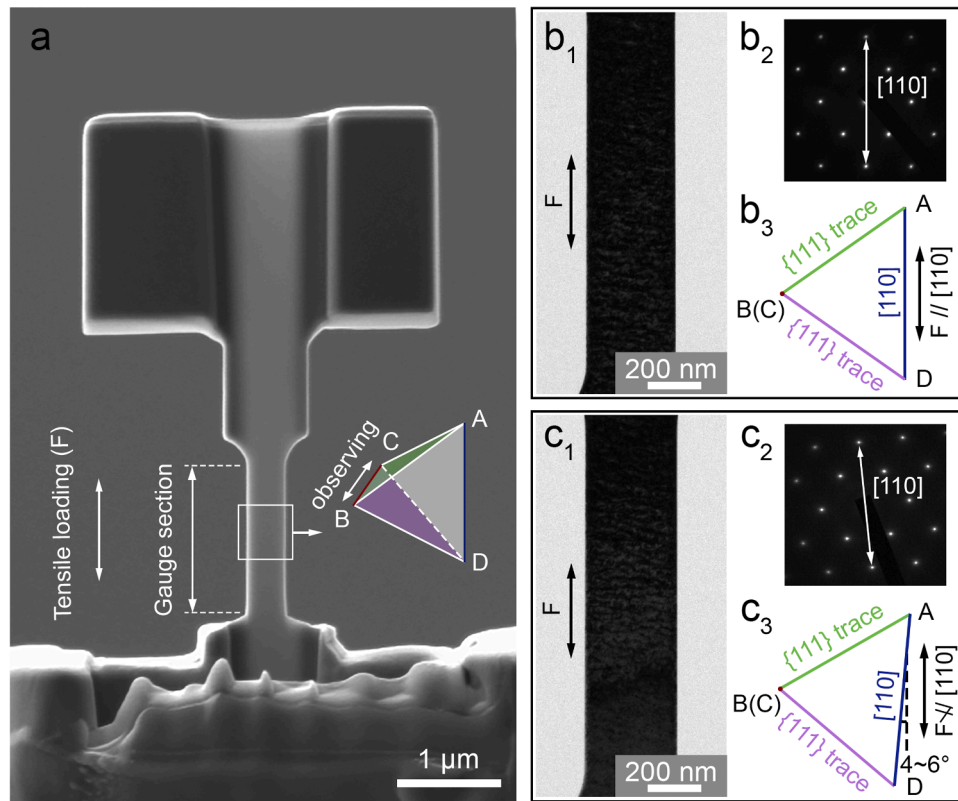 a
Tensile loading (F)
Gauge section
observing
A
B
C
D
1 μm
b1
F
200 nm
b2
[110]
b3
A
{111} trace
[110]
F // [110]
B(C)
{111} trace
D
c1
F
200 nm
c2
[110]
c3
A
{111} trace
[110]
F // [110]
B(C)
{111} trace
4~6°
D